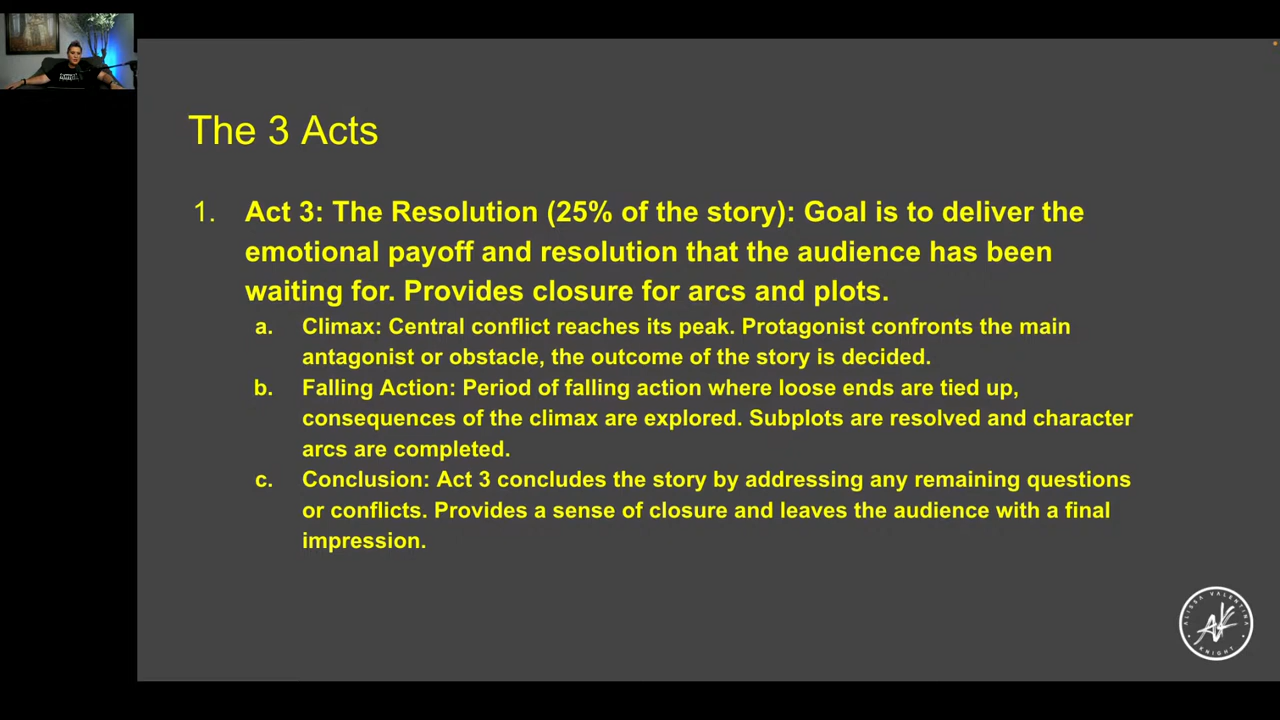 The 3 Acts
1. Act 3: The Resolution (25% of the story): Goal is to deliver the
emotional payoff and resolution that the audience has been
waiting for. Provides closure for arcs and plots.
a. Climax: Central conflict reaches its peak. Protagonist confronts the main
antagonist or obstacle, the outcome of the story is decided.
b. Falling Action: Period of falling action where loose ends are tied up,
consequences of the climax are explored. Subplots are resolved and character
arcs are completed.
c. Conclusion: Act 3 concludes the story by addressing any remaining questions
or conflicts. Provides a sense of closure and leaves the audience with a final
impression.
ALISSA VALENTINA
AK
KNIGHT